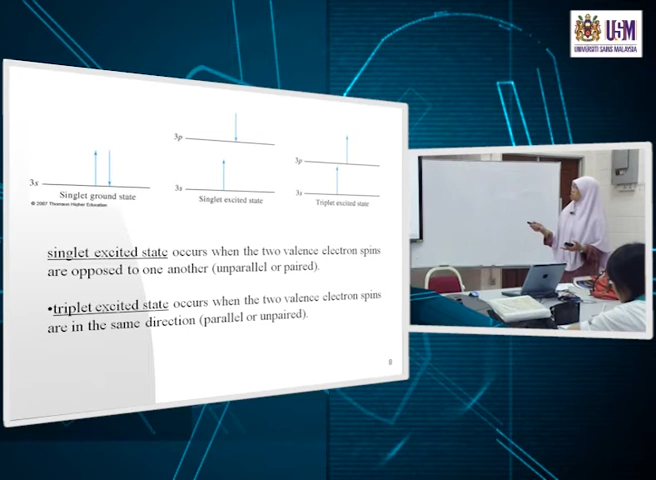 USM
UNIVERSITI SAINS MALAYSIA
3p
3p
3s
3s
3s
Singlet ground state
Singlet excited state
Triplet excited state
© 2007 Thomson Higher Education
singlet excited state occurs when the two valence electron spins
are opposed to one another (unparallel or paired).
•triplet excited state occurs when the two valence electron spins
are in the same direction (parallel or unpaired).